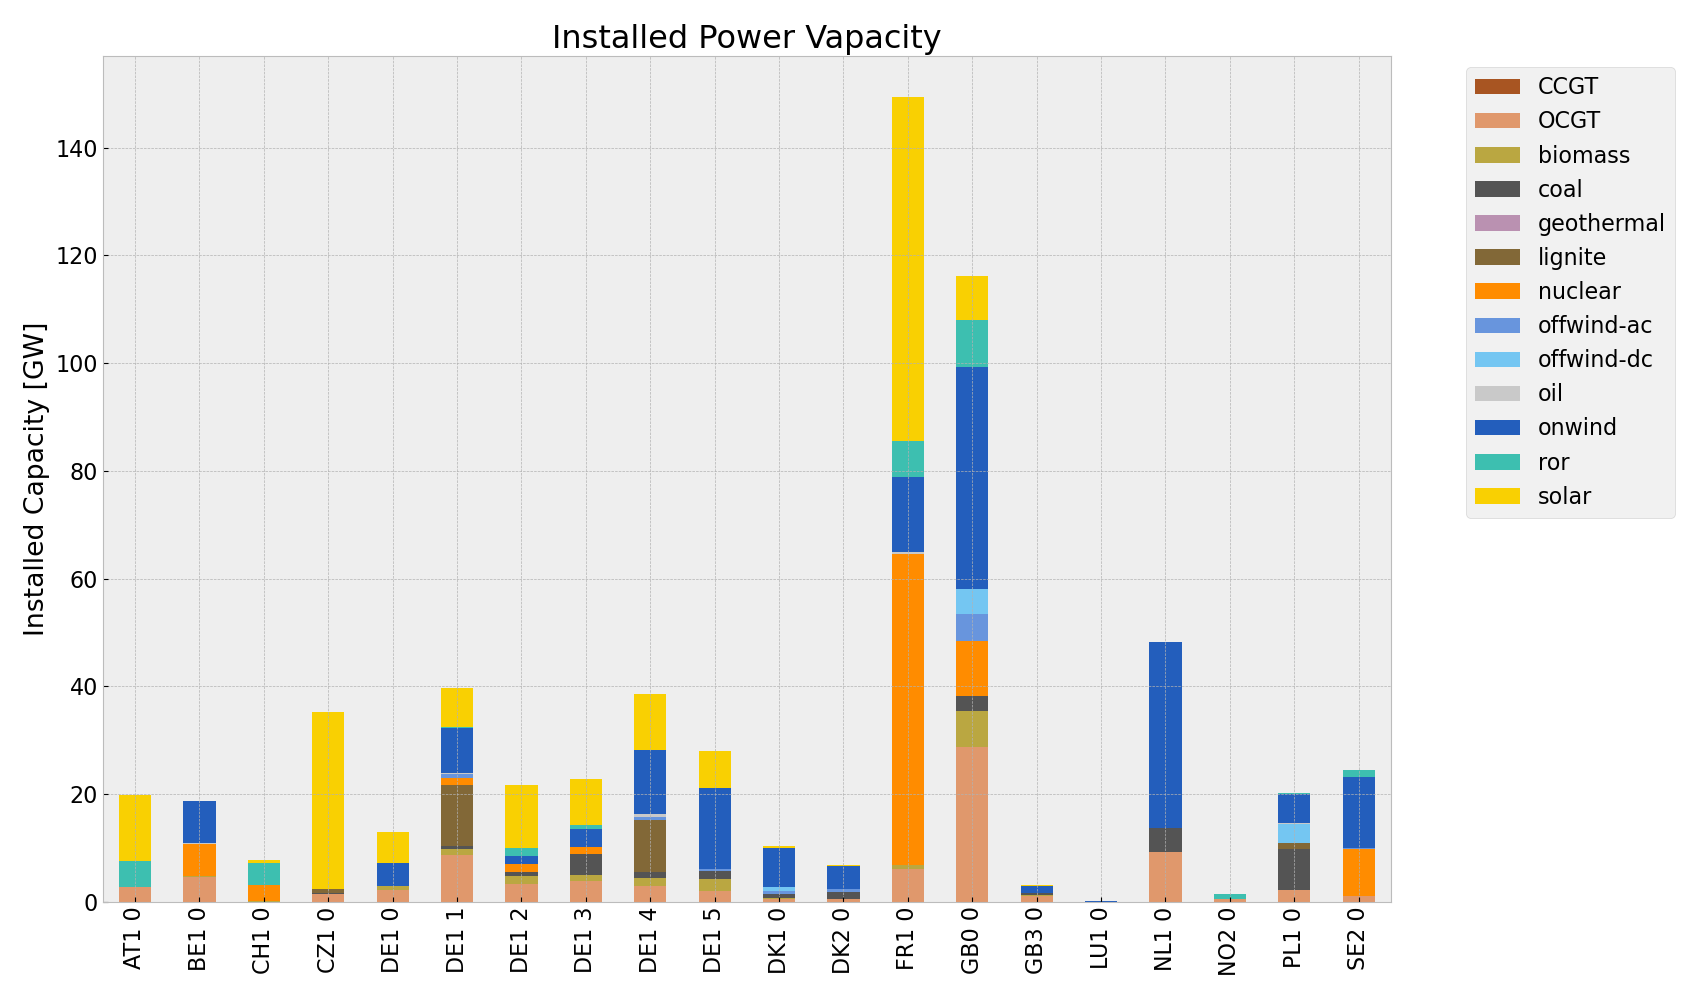 Installed Power Vapacity
Installed Capacity [GW]
140
120
100
80
60
40
20
0
AT1 0
BE1 0
CH1 0
CZ1 0
DE1 0
DE1 1
DE1 2
DE1 3
DE1 4
DE1 5
DK1 0
DK2 0
FR1 0
GB0 0
GB3 0
LU1 0
NL1 0
NO2 0
PL1 0
SE2 0
CCGT
OCGT
biomass
coal
geothermal
lignite
nuclear
offwind-ac
offwind-dc
oil
onwind
ror
solar